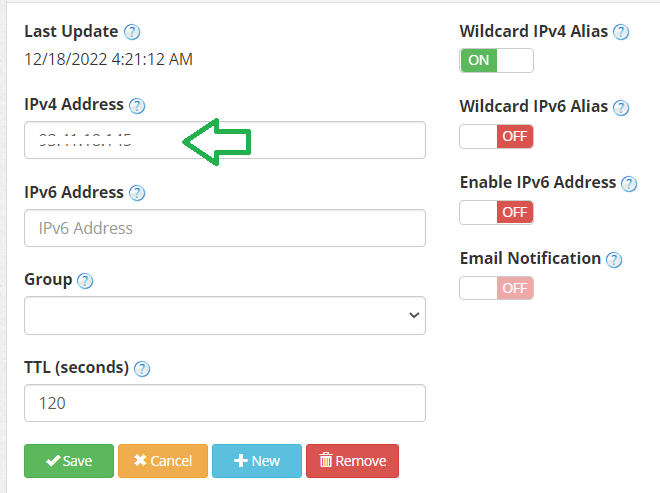 Last Update
12/18/2022 4:21:12 AM
IPv4 Address
IPv6 Address
IPv6 Address
Group
TTL (seconds)
120
Save
Cancel
New
Remove
Wildcard IPv4 Alias
ON
Wildcard IPv6 Alias
OFF
Enable IPv6 Address
OFF
Email Notification
OFF